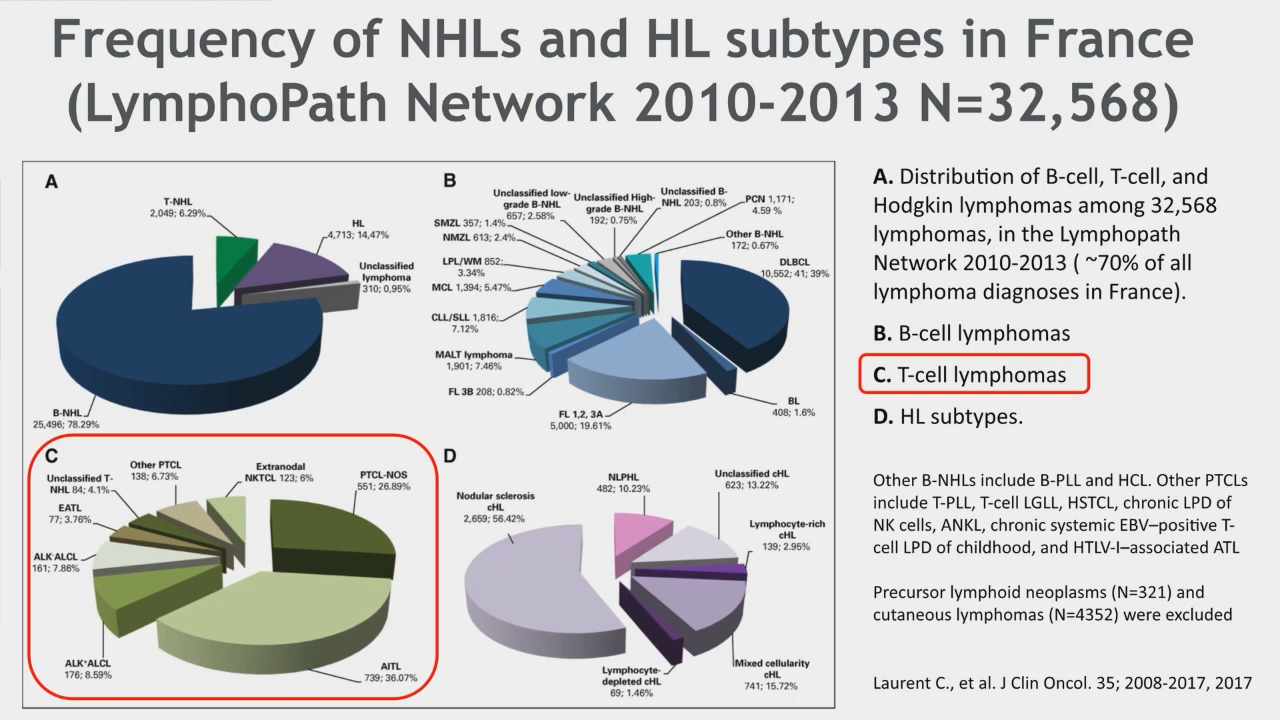 Frequency of NHLs and HL subtypes in France
(LymphoPath Network 2010-2013 N=32,568)
A
T-NHL
2,049; 6.29%
HL
4,713; 14,47%
Unclassified
lymphoma
310; 0,95%
B-NHL
25,496; 78.29%
B
Unclassified low-
grade B-NHL
657; 2.58%
Unclassified High-
grade B-NHL
192; 0.75%
Unclassified B-
NHL 203; 0.8%
PCN 1,171;
4.59 %
SMZL 357; 1.4%
NMZL 613; 2.4%
Other B-NHL
172; 0.67%
LPL/WM 852;
3.34%
DLBCL
10,552; 41; 39%
MCL 1,394; 5.47%
CLL/SLL 1,816;
7.12%
MALT lymphoma
1,901; 7.46%
FL 3B 208; 0.82%
FL 1,2, 3A
5,000; 19.61%
BL
408; 1.6%
C
Other PTCL
138; 6.73%
Extranodal
NKTCL 123; 6%
PTCL-NOS
551; 26.89%
Unclassified T-
NHL 84; 4.1%
EATL
77; 3.76%
ALK-ALCL
161; 7.86%
ALK+ALCL
176; 8.59%
AITL
739; 36.07%
D
NLPHL
482; 10.23%
Unclassified cHL
623; 13.22%
Nodular sclerosis
cHL
2,659; 56.42%
Lymphocyte-rich
cHL
139; 2.95%
Lymphocyte-
depleted cHL
69; 1.46%
Mixed cellularity
cHL
741; 15.72%
A. Distribution of B-cell, T-cell, and
Hodgkin lymphomas among 32,568
lymphomas, in the Lymphopath
Network 2010-2013 ( ~70% of all
lymphoma diagnoses in France).
B. B-cell lymphomas
C. T-cell lymphomas
D. HL subtypes.
Other B-NHLs include B-PLL and HCL. Other PTCLs
include T-PLL, T-cell LGLL, HSTCL, chronic LPD of
NK cells, ANKL, chronic systemic EBV–positive T-
cell LPD of childhood, and HTLV-I–associated ATL
Precursor lymphoid neoplasms (N=321) and
cutaneous lymphomas (N=4352) were excluded
Laurent C., et al. J Clin Oncol. 35; 2008-2017, 2017